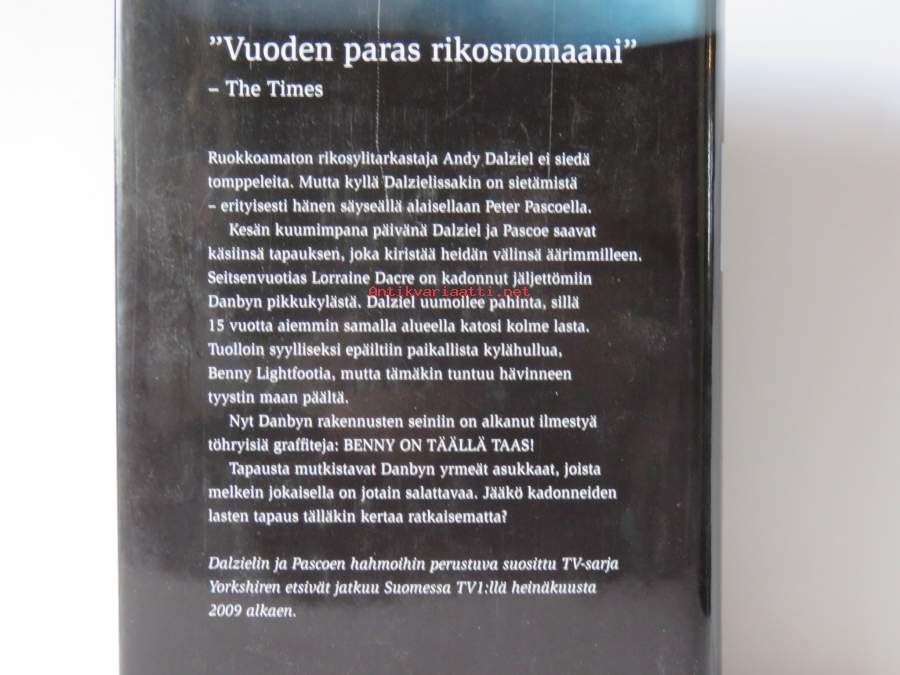 ”Vuoden paras rikosromaani”
– The Times
Ruokkoamaton rikosylitarkastaja Andy Dalziel ei siedä
tomppeleita. Mutta kyllä Dalzielissakin on sietämistä
– erityisesti hänen säyseällä alaisellaan Peter Pascoella.
Kesän kuumimpana päivänä Dalziel ja Pascoe saavat
käsiinsä tapauksen, joka kiristää heidän välinsä äärimmilleen.
Seitsenvuotias Lorraine Dacre on kadonnut jäljettömiin
Antikvariaatti.net
Danbyn pikkukylästä. Dalziel uumoilee pahinta, sillä
15 vuotta aiemmin samalla alueella katosi kolme lasta.
Tuolloin syylliseksi epäiltiin paikallista kylähullua,
Benny Lightfootia, mutta tämäkin tuntuu hävinneen
tyystin maan päältä.
Nyt Danbyn rakennusten seiniin on alkanut ilmestyä
töhryisiä graffiteja: BENNY ON TÄÄLLÄ TAAS!
Tapausta mutkistavat Danbyn yrmeät asukkaat, joista
melkein jokaisella on jotain salattavaa. Jääkö kadonneiden
lasten tapaus tälläkin kertaa ratkaisematta?
Dalzielin ja Pascoen hahmoihin perustuva suosittu TV-sarja
Yorkshiren etsivät jatkuu Suomessa TV1:llä heinäkuusta
2009 alkaen.